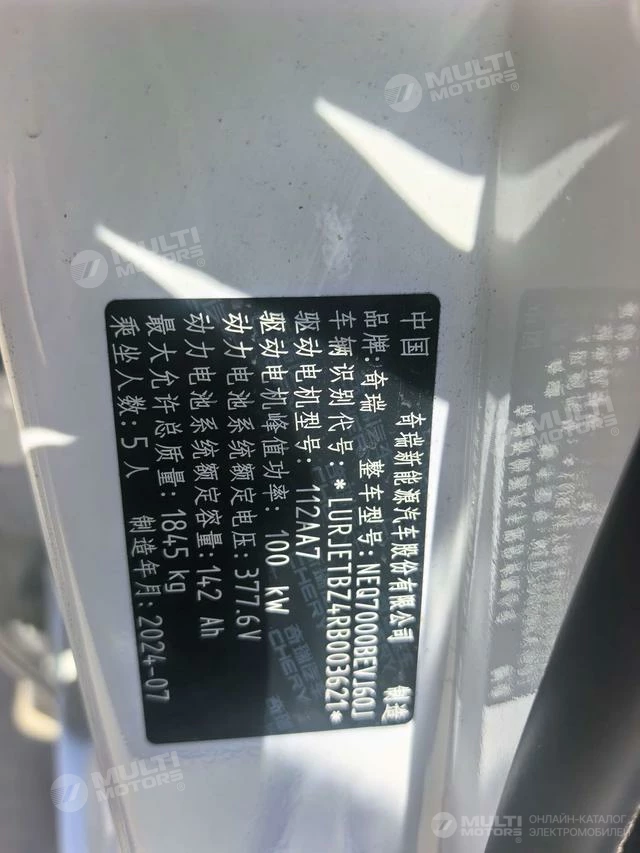 中国 奇瑞新能源汽车股份有限公司 制造
品牌:奇瑞 整车型号:NEQ7000BEVJ60J
车辆识别代号:*LURJETBZ4RB003621*
驱动电机型号:112AA7
驱动电机峰值功率:100 kW
动力电池系统额定电压:377.6V
动力电池系统额定容量:142 Ah
最大允许总质量:1845kg
乘坐人数:5人 制造年月:2024-07
MULTI
MOTORS®
MULTI
MOTORS®
MULTI
MOTORS®
MULTI
MOTORS
ОНЛАЙН-КАТАЛОГ
ЭЛЕКТРОМОБИЛЕЙ